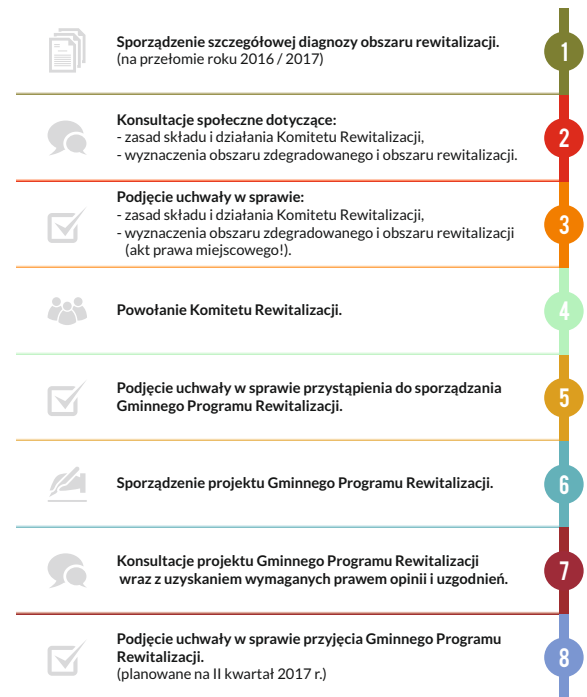 Sporządzenie szczegółowej diagnozy obszaru rewitalizacji.
(na przełomie roku 2016 / 2017)
1
Konsultacje społeczne dotyczące:
- zasad składu i działania Komitetu Rewitalizacji,
- wyznaczenia obszaru zdegradowanego i obszaru rewitalizacji.
2
Podjęcie uchwały w sprawie:
- zasad składu i działania Komitetu Rewitalizacji,
- wyznaczenia obszaru zdegradowanego i obszaru rewitalizacji
(akt prawa miejscowego!).
3
Powołanie Komitetu Rewitalizacji.
4
Podjęcie uchwały w sprawie przystąpienia do sporządzania
Gminnego Programu Rewitalizacji.
5
Sporządzenie projektu Gminnego Programu Rewitalizacji.
6
Konsultacje projektu Gminnego Programu Rewitalizacji
wraz z uzyskaniem wymaganych prawem opinii i uzgodnień.
7
Podjęcie uchwały w sprawie przyjęcia Gminnego Programu
Rewitalizacji.
(planowane na II kwartał 2017 r.)
8